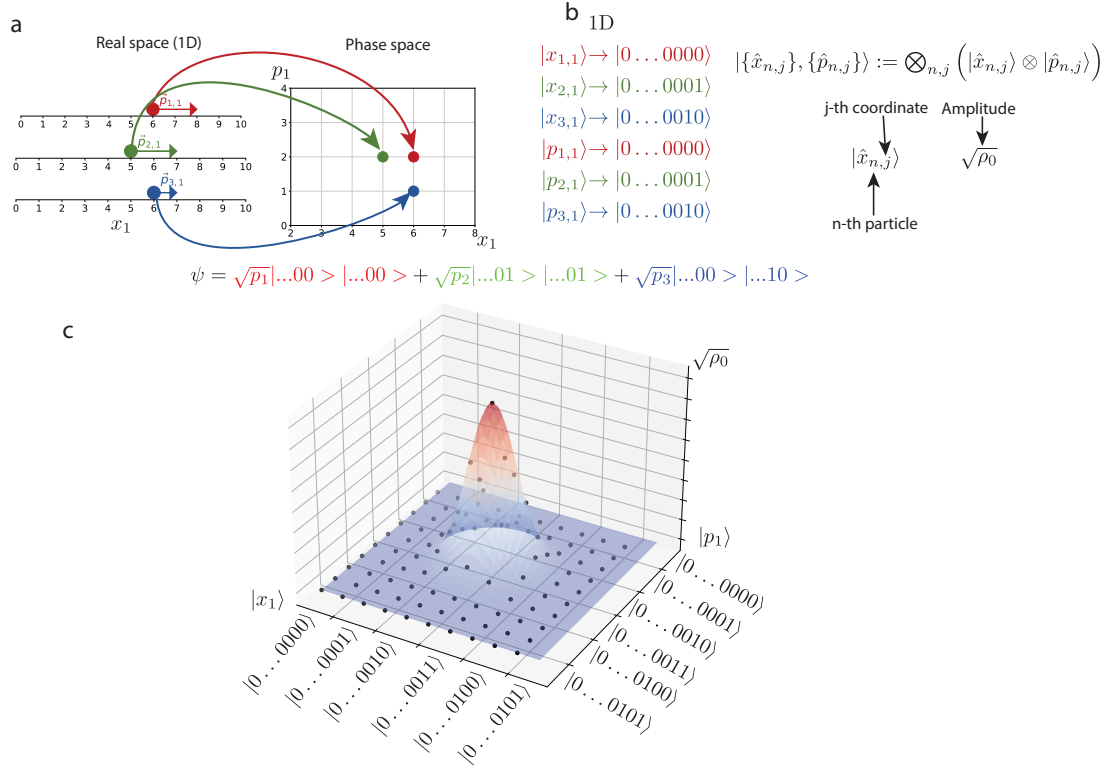 a
Real space (1D)
Phase space
p₁
p⃗₁,₁
0 1 2 3 4 5 6 7 8 9 10
p⃗₂,₁
0 1 2 3 4 5 6 7 8 9 10
p⃗₃,₁
0 1 2 3 4 5 6 7 8 9 10
x₁
4
3
2
1
0
2 3 4 5 6 7 8
x₁
ψ = √p₁|...00 > |...00 > + √p₂|...01 > |...01 > + √p₃|...00 > |...10 >
b
1D
|x₁,₁⟩→|0...0000⟩
|x₂,₁⟩→|0...0001⟩
|x₃,₁⟩→|0...0010⟩
|p₁,₁⟩→|0...0000⟩
|p₂,₁⟩→|0...0001⟩
|p₃,₁⟩→|0...0010⟩
|{x̂ₙ,ⱼ}, {p̂ₙ,ⱼ}⟩ := ⨂ₙ,ⱼ (|x̂ₙ,ⱼ⟩ ⊗ |p̂ₙ,ⱼ⟩)
j-th coordinate
Amplitude
|x̂ₙ,ⱼ⟩
√ρ₀
n-th particle
c
√ρ₀
|p₁⟩
|x₁⟩
|0...0000⟩
|0...0001⟩
|0...0010⟩
|0...0011⟩
|0...0100⟩
|0...0101⟩
|0...0000⟩
|0...0001⟩
|0...0010⟩
|0...0011⟩
|0...0100⟩
|0...0101⟩